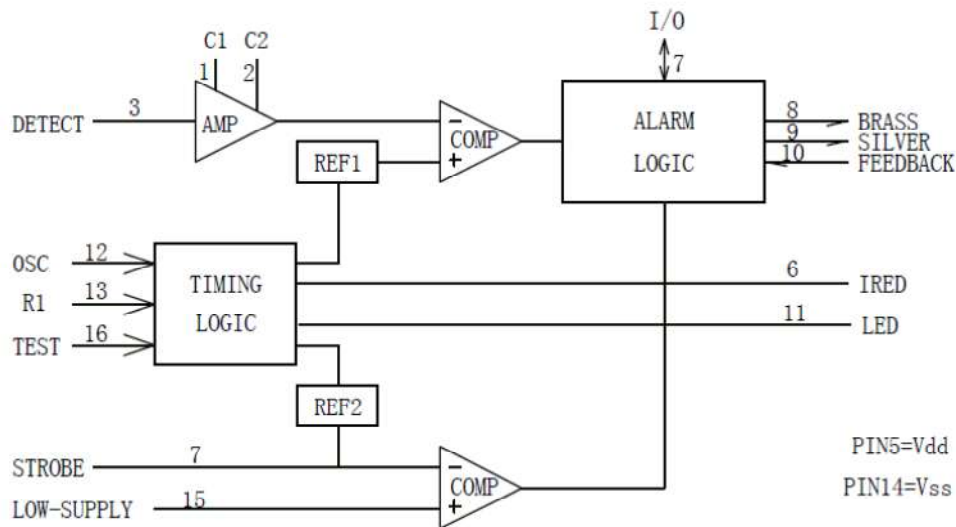 I/O
C1 C2
1 2 7
DETECT 3 AMP COMP ALARM LOGIC 8 BRASS
- +
9 SILVER
10 FEEDBACK
REF1
OSC 12
R1 13 TIMING LOGIC 6 IRED
TEST 16 11 LED
REF2
STROBE 7 - COMP PIN5=Vdd
LOW-SUPPLY 15 + PIN14=Vss